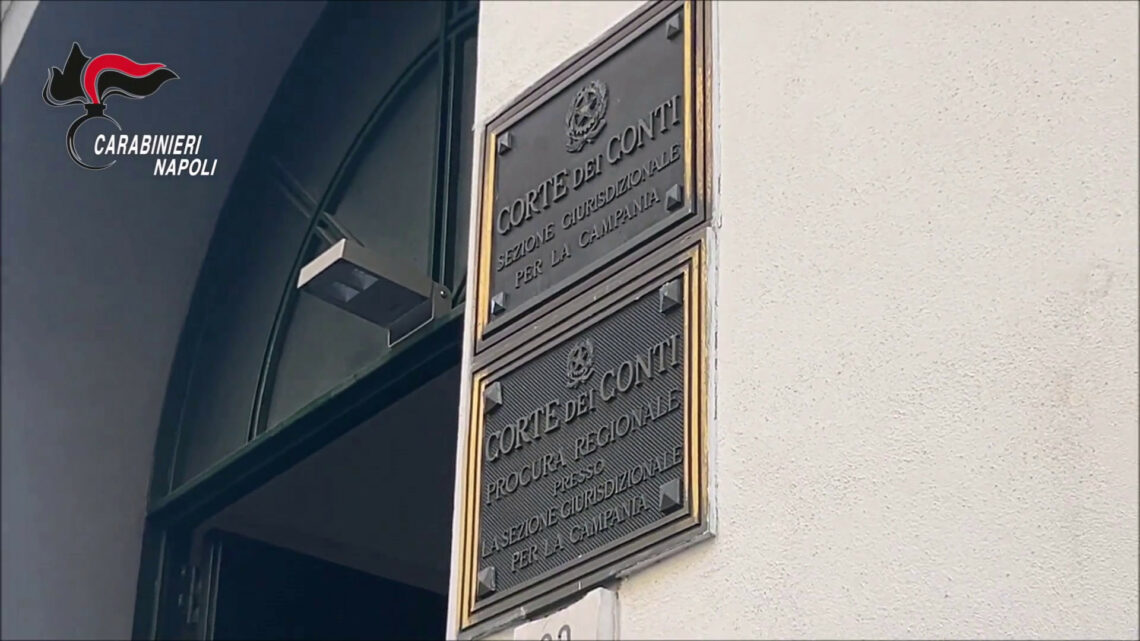 CARABINIERI
NAPOLI
CORTE DEI CONTI
SEZIONE GIURISDIZIONALE
PER LA CAMPANIA
CORTE DEI CONTI
PROCURA REGIONALE
PRESSO
LA SEZIONE GIURISDIZIONALE
PER LA CAMPANIA